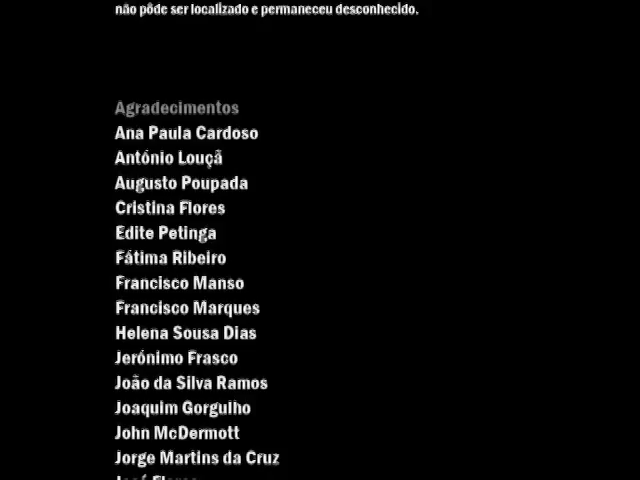 não pôde ser localizado e permaneceu desconhecido.
Agradecimentos
Ana Paula Cardoso
António Louçã
Augusto Poupada
Cristina Flores
Edite Petinga
Fátima Ribeiro
Francisco Manso
Francisco Marques
Helena Sousa Dias
Jerónimo Frasco
João da Silva Ramos
Joaquim Gorgulho
John McDermott
Jorge Martins da Cruz